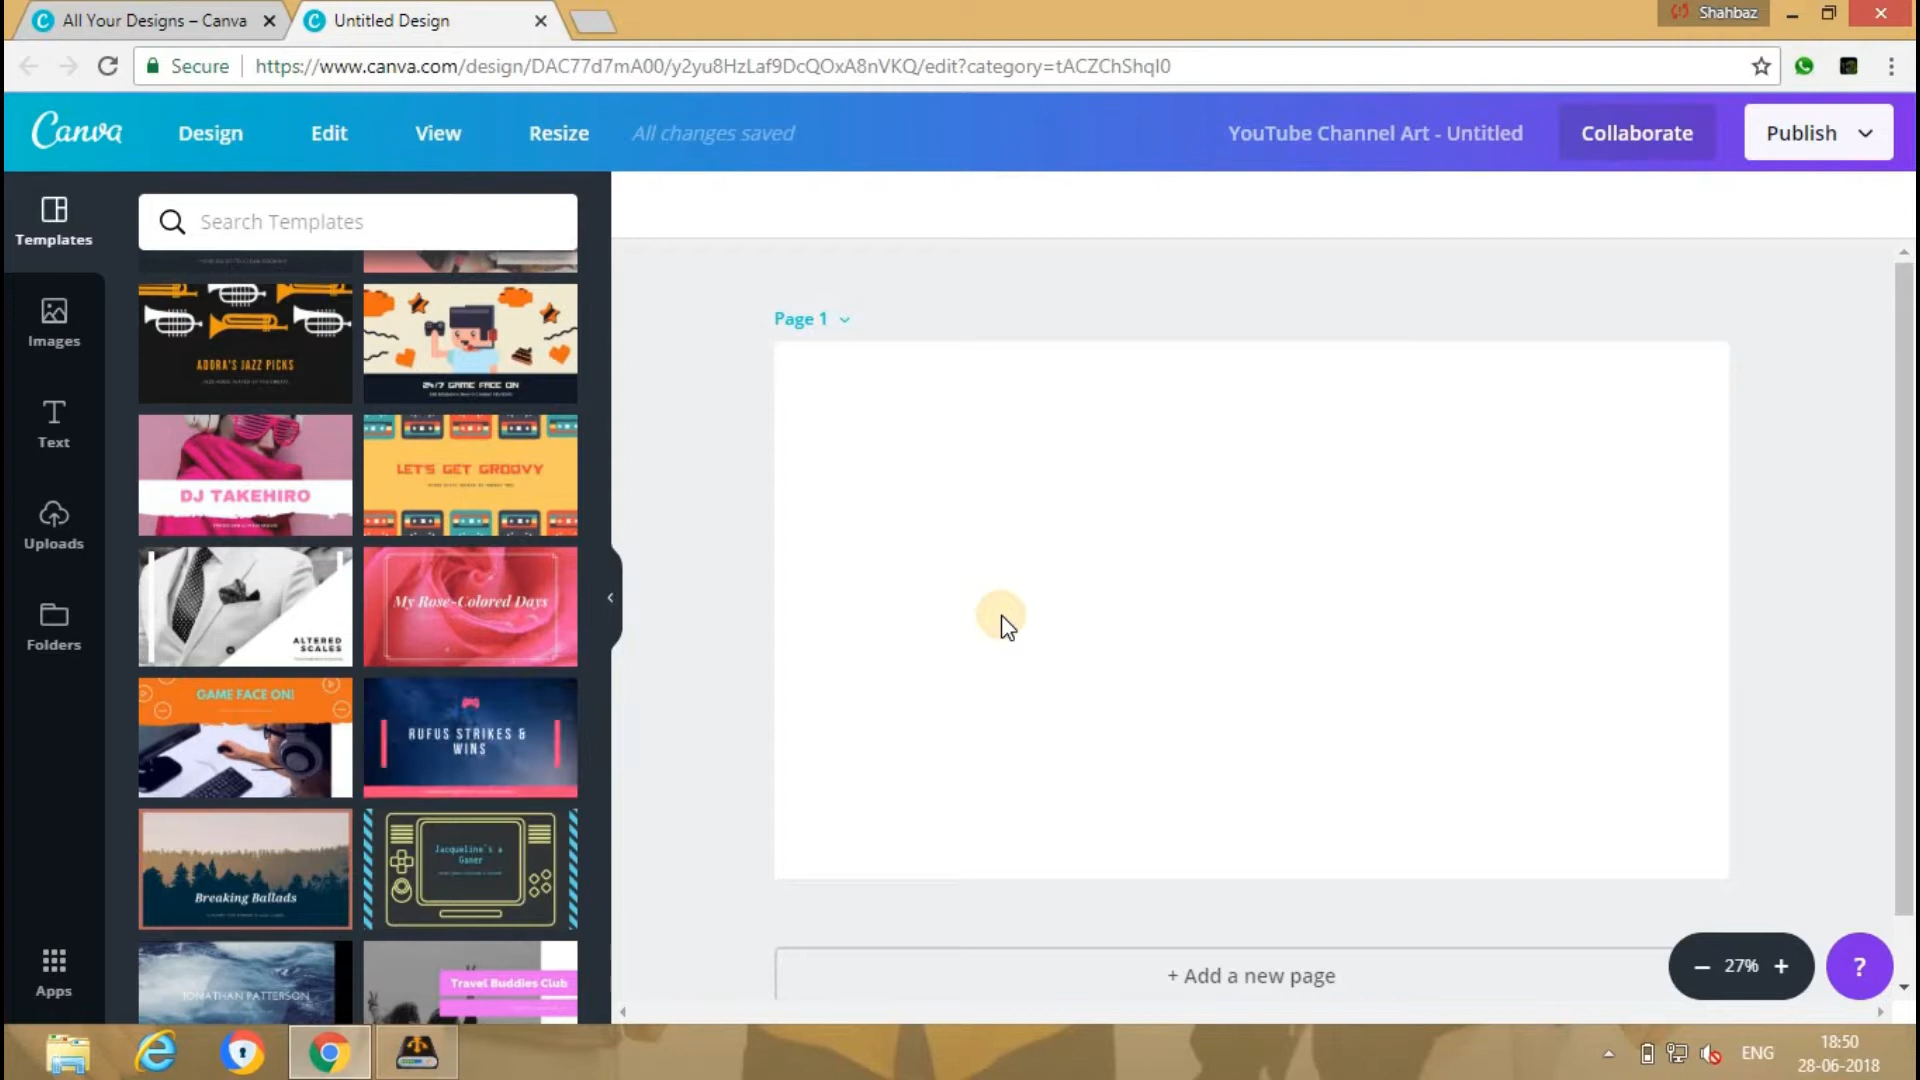 All Your Designs – Canva
Untitled Design
Shahbaz
Secure
https://www.canva.com/design/DAC77d7mA00/y2yu8HzLaf9DcQOxA8nVKQ/edit?category=tACZChShqI0
Canva
Design
Edit
View
Resize
All changes saved
YouTube Channel Art - Untitled
Collaborate
Publish
Templates
Images
Text
Uploads
Folders
Apps
Search Templates
ADORA'S JAZZ PICKS
24/7 GAME FACE ON
DJ TAKEHIRO
LET'S GET GROOVY
ALTERED
SCALES
My Rose-Colored Days
GAME FACE ON!
RUFUS STRIKES &
WINS
Breaking Ballads
Jacqueline's a
Gamer
JONATHAN PATTERSON
Travel Buddies Club
Page 1
+ Add a new page
27%
?
ENG
18:50
28-06-2018